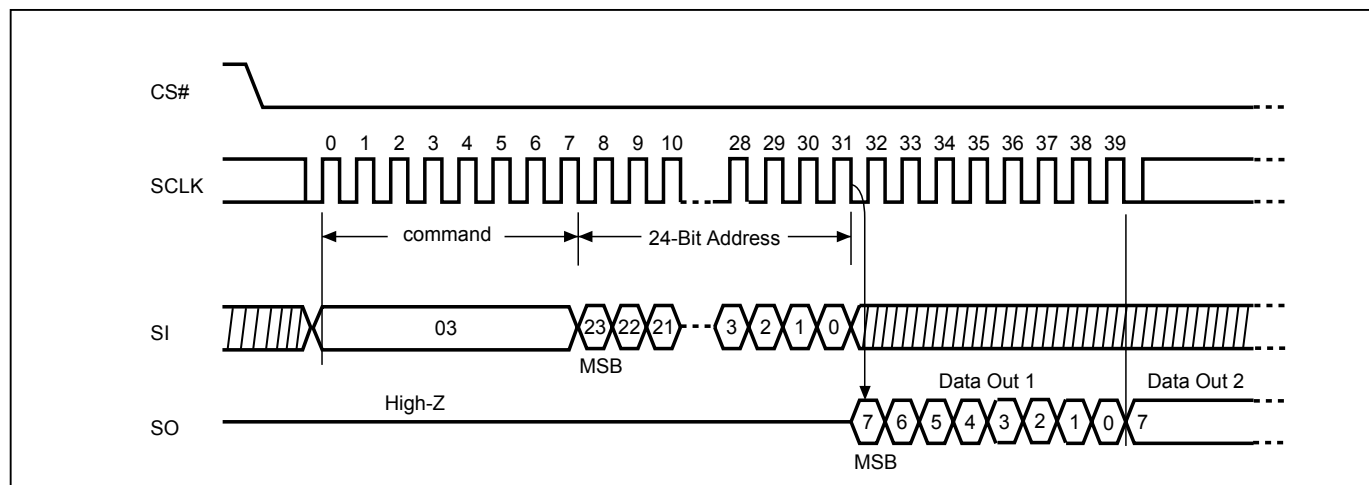 CS#
0 1 2 3 4 5 6 7 8 9 10 28 29 30 31 32 33 34 35 36 37 38 39
SCLK
command 24-Bit Address
SI 03 23 22 21 3 2 1 0
MSB
Data Out 1 Data Out 2
High-Z
SO 7 6 5 4 3 2 1 0 7
MSB